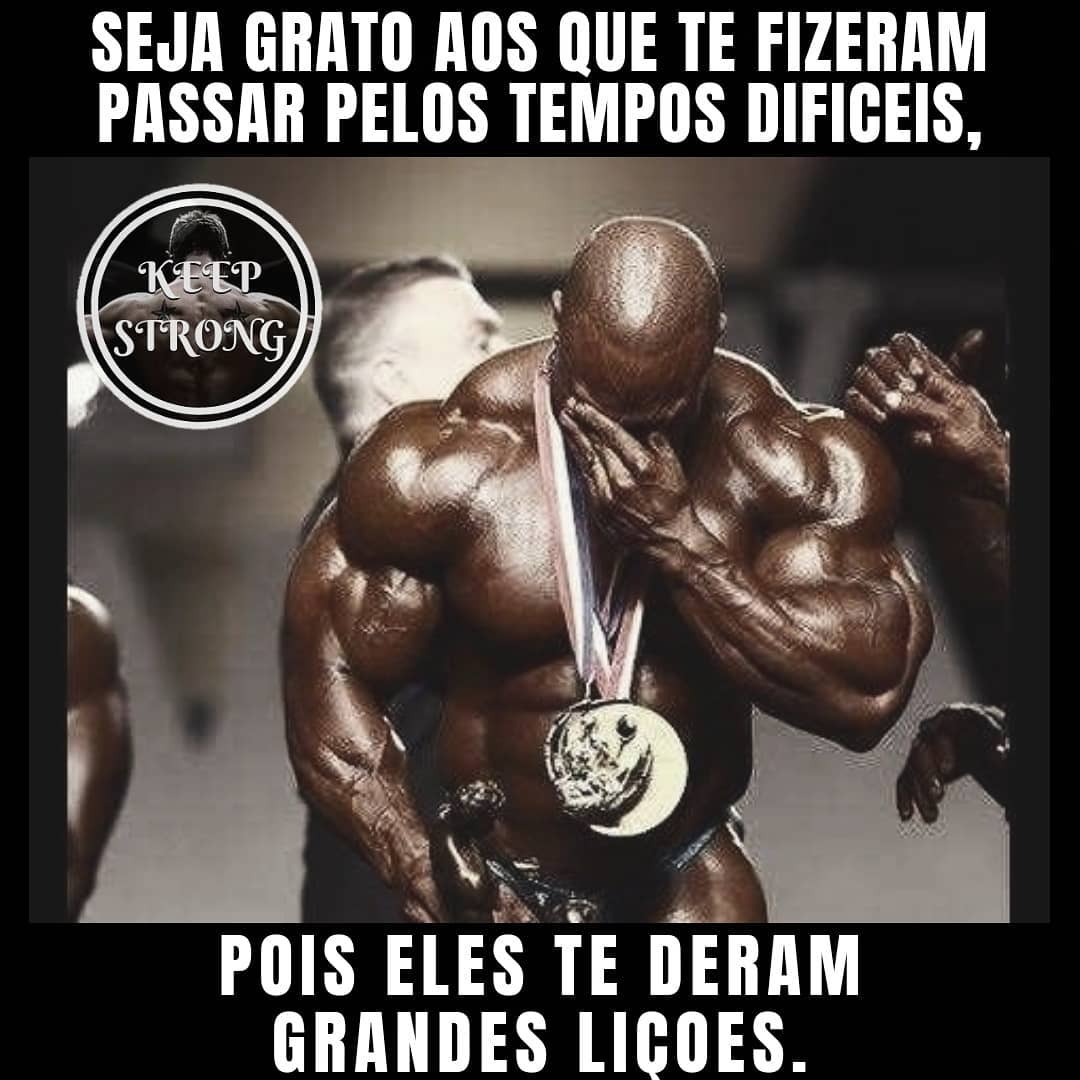 SEJA GRATO AOS QUE TE FIZERAM
PASSAR PELOS TEMPOS DIFICEIS,
KEEP
STRONG
POIS ELES TE DERAM
GRANDES LIÇOES.